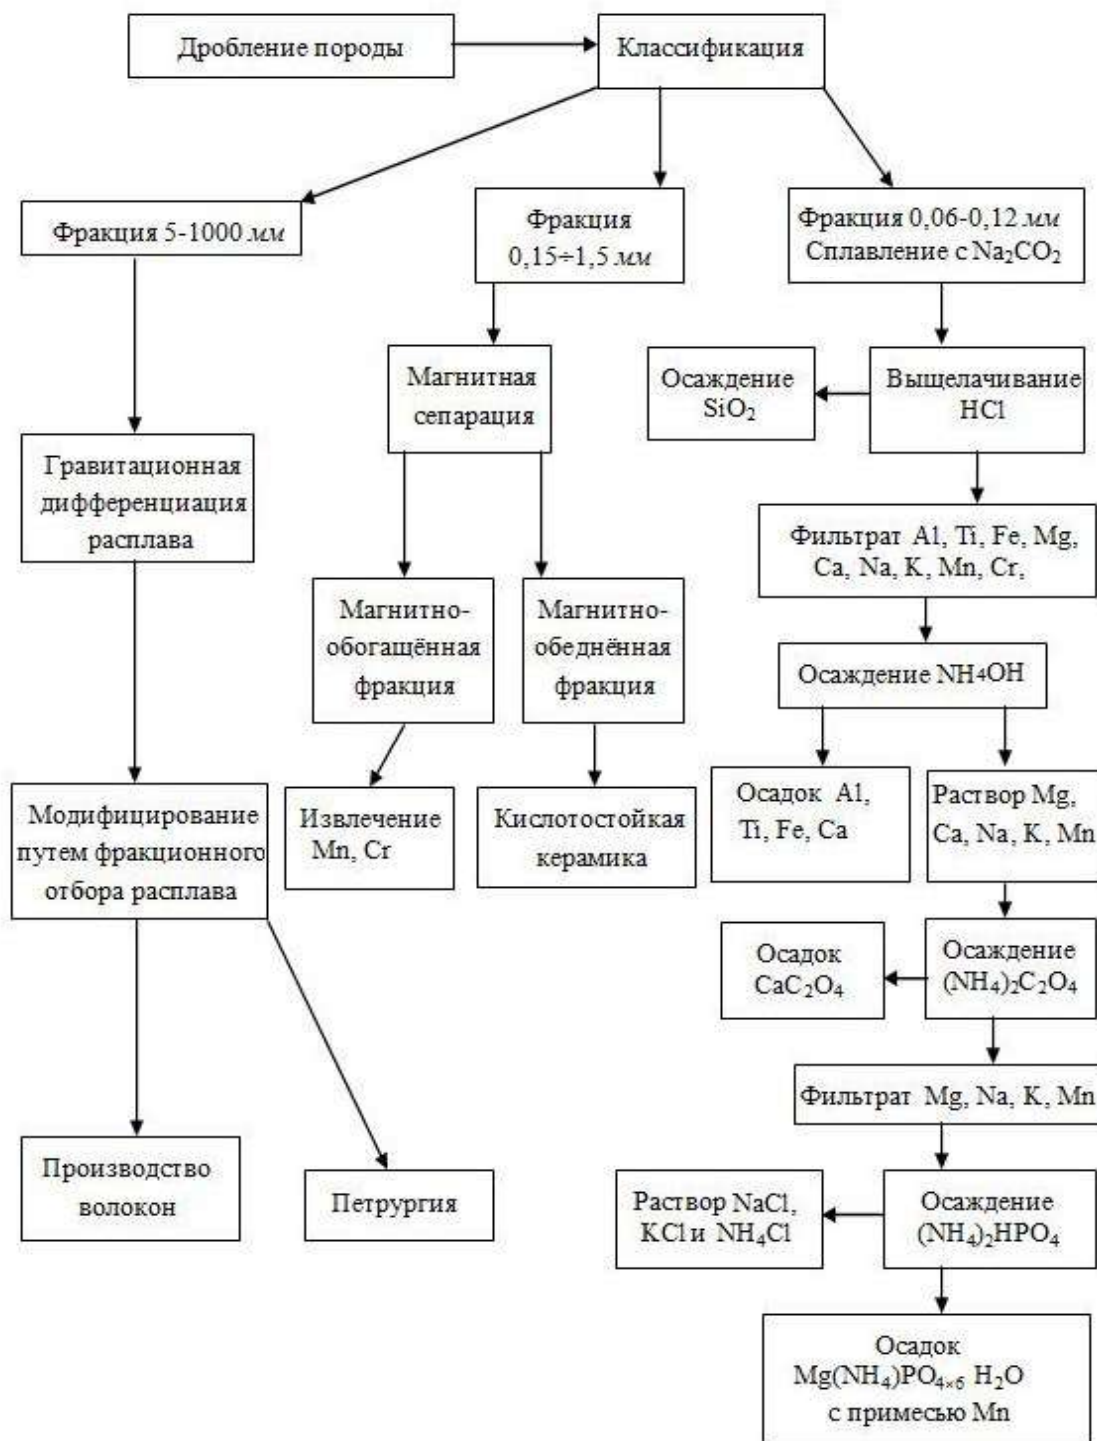 Дробление породы
Классификация
Фракция 5-1000 мм
Фракция
0,15÷1,5 мм
Фракция 0,06-0,12 мм
Сплавление с Na₂CO₂
Магнитная
сепарация
Осаждение
SiO₂
Выщелачивание
HCl
Гравитационная
дифференциация
расплава
Фильтрат Al, Ti, Fe, Mg,
Ca, Na, K, Mn, Cr,
Магнитно-
обогащённая
фракция
Магнитно-
обеднённая
фракция
Осаждение NH4OH
Модифицирование
путем фракционного
отбора расплава
Извлечение
Mn, Cr
Кислотостойкая
керамика
Осадок Al,
Ti, Fe, Ca
Раствор Mg,
Ca, Na, K, Mn
Осадок
CaC₂O₄
Осаждение
(NH₄)₂C₂O₄
Фильтрат Mg, Na, K, Mn
Производство
волокон
Петрургия
Раствор NaCl,
KCl и NH₄Cl
Осаждение
(NH₄)₂HPO₄
Осадок
Mg(NH₄)PO₄ₓ₆ H₂O
с примесью Mn